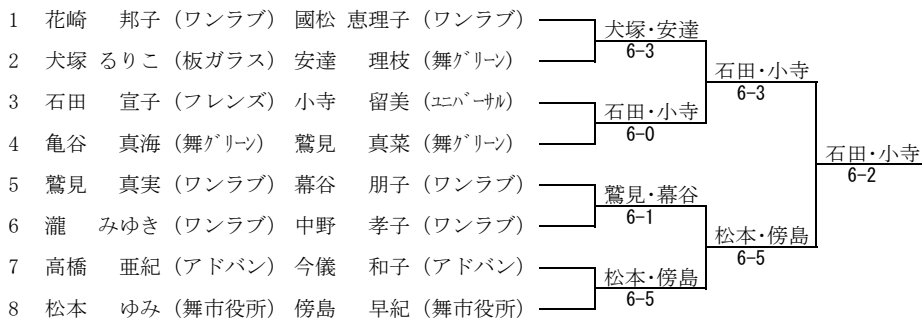 1 花崎 邦子 (ワンラブ) 國松 恵理子 (ワンラブ)
犬塚・安達
6-3
2 犬塚 るりこ (板ガラス) 安達 理枝 (舞グリーン)
石田・小寺
6-3
3 石田 宣子 (フレンズ) 小寺 留美 (ユニバーサル)
石田・小寺
6-0
4 亀谷 真海 (舞グリーン) 鷲見 真菜 (舞グリーン)
石田・小寺
6-2
5 鷲見 真実 (ワンラブ) 幕谷 朋子 (ワンラブ)
鷲見・幕谷
6-1
6 瀧 みゆき (ワンラブ) 中野 孝子 (ワンラブ)
松本・傍島
6-5
7 高橋 亜紀 (アドバン) 今儀 和子 (アドバン)
松本・傍島
6-5
8 松本 ゆみ (舞市役所) 傍島 早紀 (舞市役所)